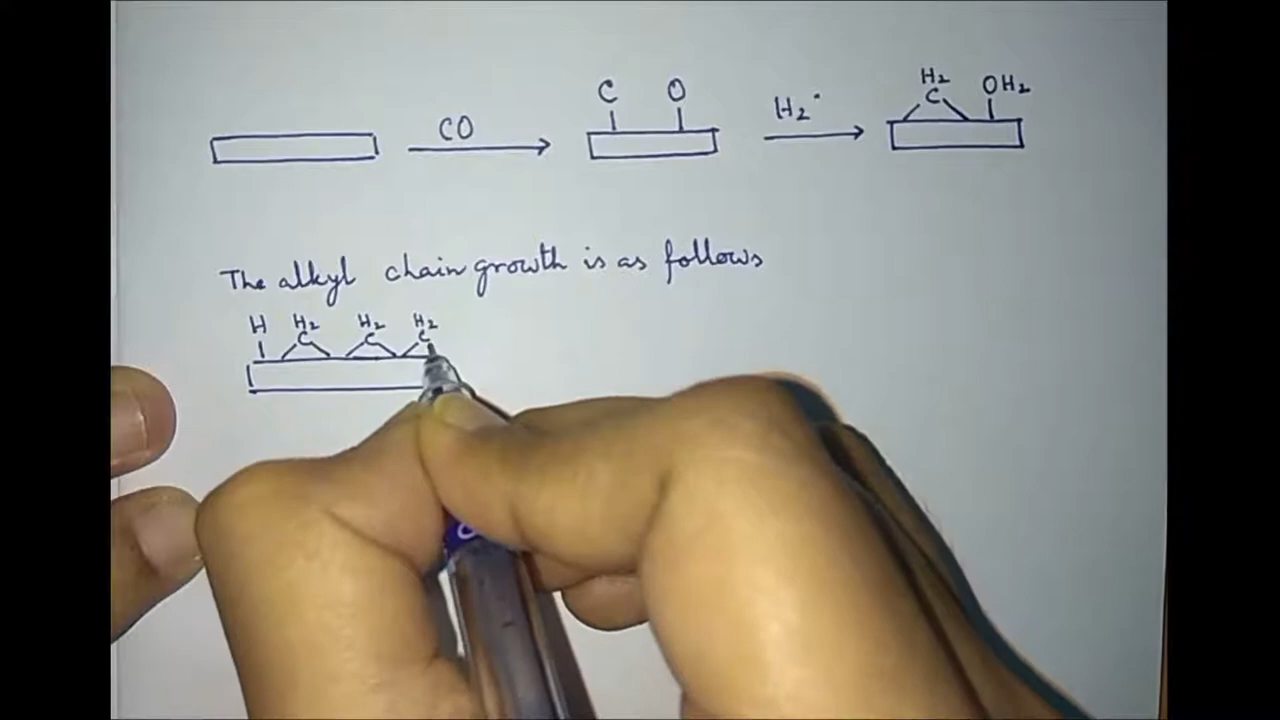 CO
C O
H2
H2
C OH2
The alkyl chain growth is as follows
H H2 H2 H2
C C C